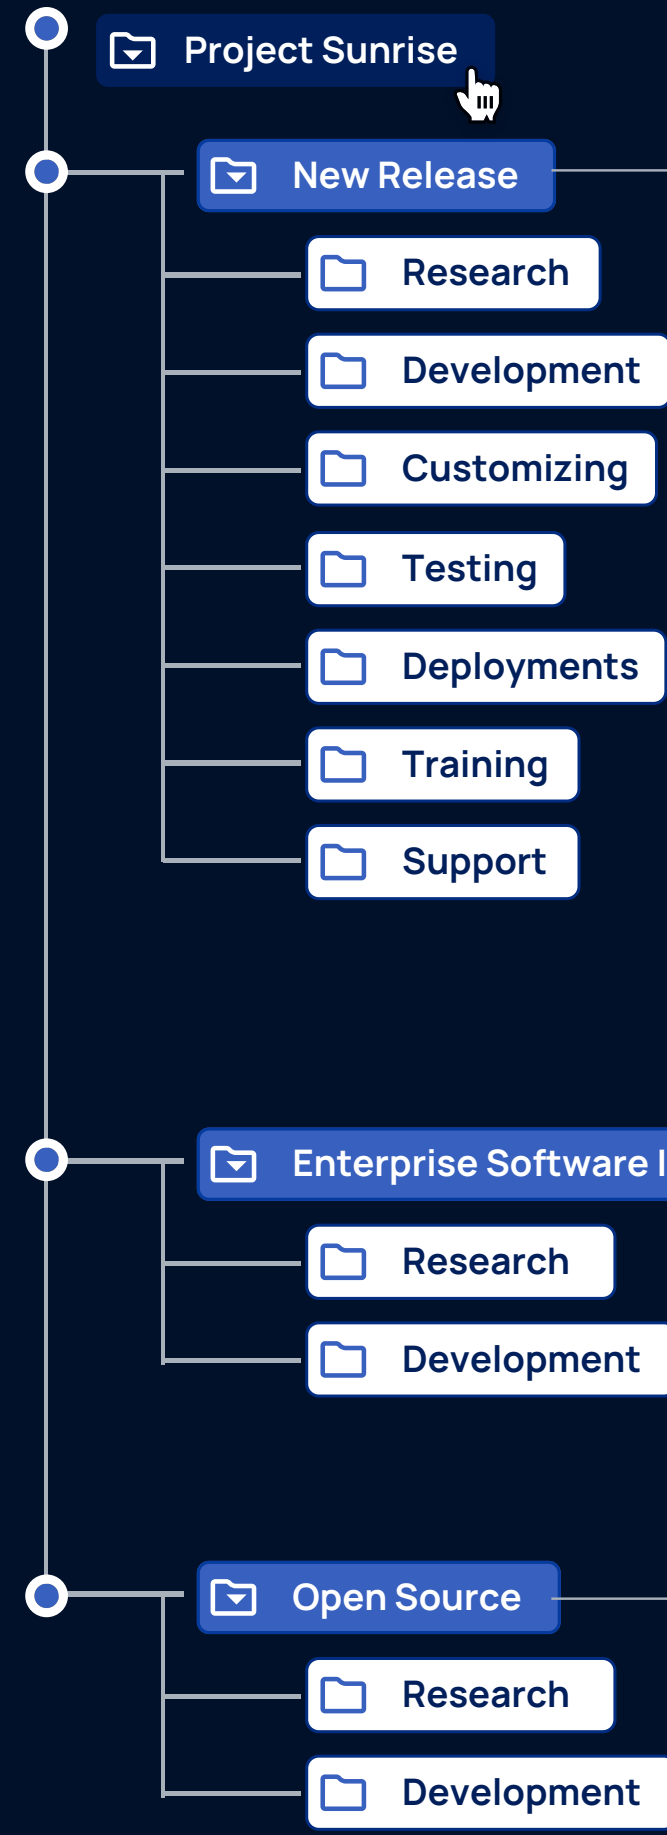 Project Sunrise
New Release
Research
Development
Customizing
Testing
Deployments
Training
Support
Enterprise Software
Research
Development
Open Source
Research
Development